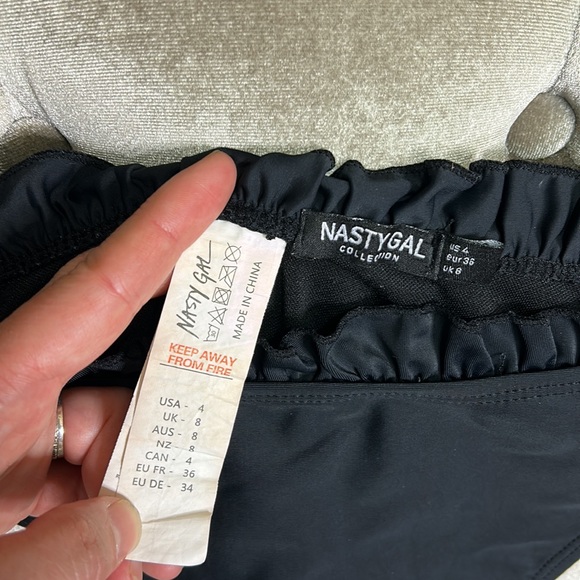 NASTYGAL
COLLECTION
US 4
eur 36
UK 8
NASTY GAL
MADE IN CHINA
KEEP AWAY
FROM FIRE
USA - 4
UK - 8
AUS - 8
NZ - 8
CAN - 4
EU FR - 36
EU DE - 34